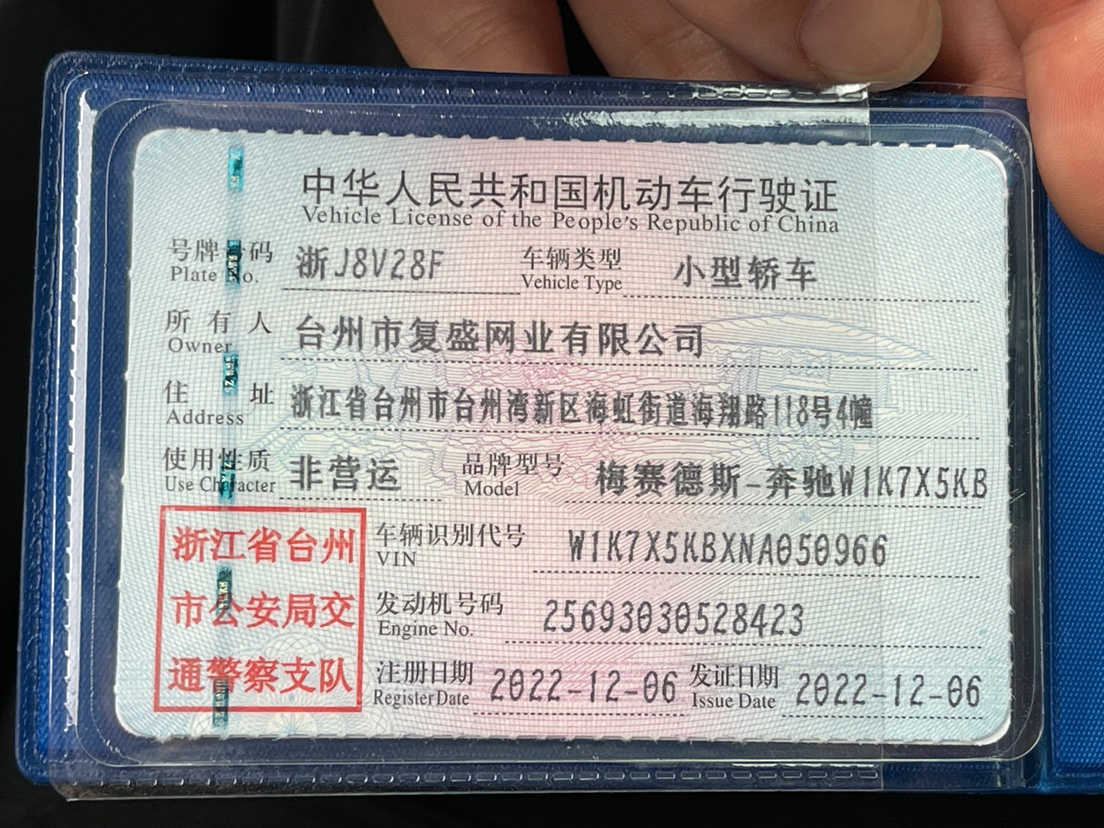 中华人民共和国机动车行驶证
Vehicle License of the People's Republic of China
号牌号码 浙J8V28F 车辆类型 小型轿车
Plate No. Vehicle Type
所有人 台州市复盛网业有限公司
Owner
住址 浙江省台州市台州湾新区海虹街道海翔路118号4幢
Address
使用性质 非营运 品牌型号 梅赛德斯-奔驰W1K7X5KB
Use Character Model
浙江省台州 车辆识别代号 W1K7X5KBXNA050966
VIN
市公安局交 发动机号码 25693030528423
Engine No.
通警察支队 注册日期 2022-12-06 发证日期 2022-12-06
Register Date Issue Date